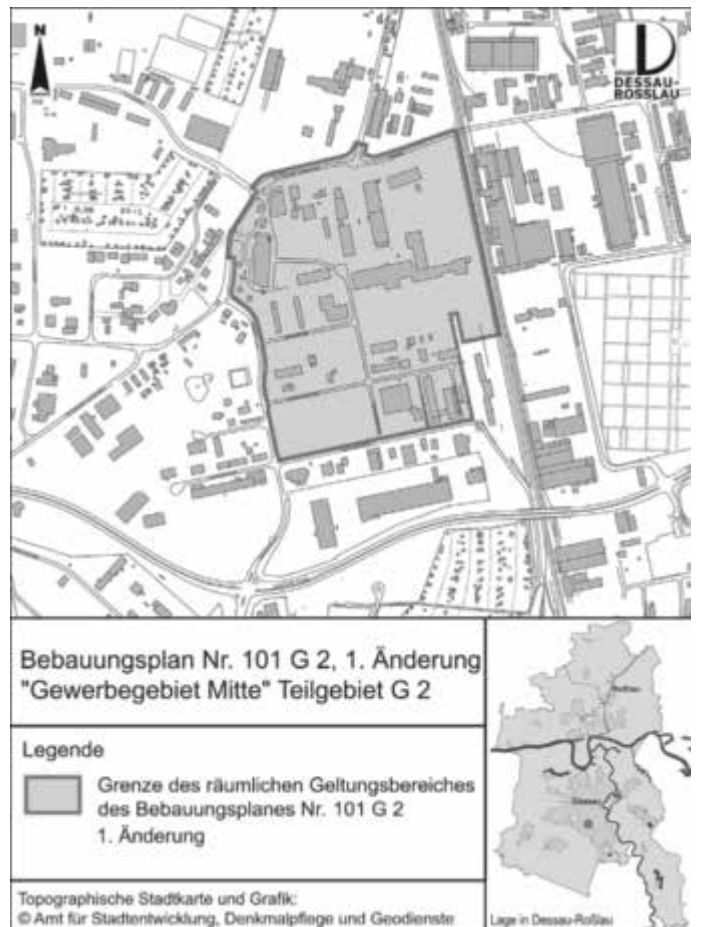 N
DESSAU-
ROSSLAU
Bebauungsplan Nr. 101 G 2, 1. Änderung
"Gewerbegebiet Mitte" Teilgebiet G 2
Legende
Grenze des räumlichen Geltungsbereiches
des Bebauungsplanes Nr. 101 G 2
1. Änderung
Topographische Stadtkarte und Grafik:
© Amt für Stadtentwicklung, Denkmalpflege und Geodienste
Roßlau
Dessau
Lage in Dessau-Roßlau